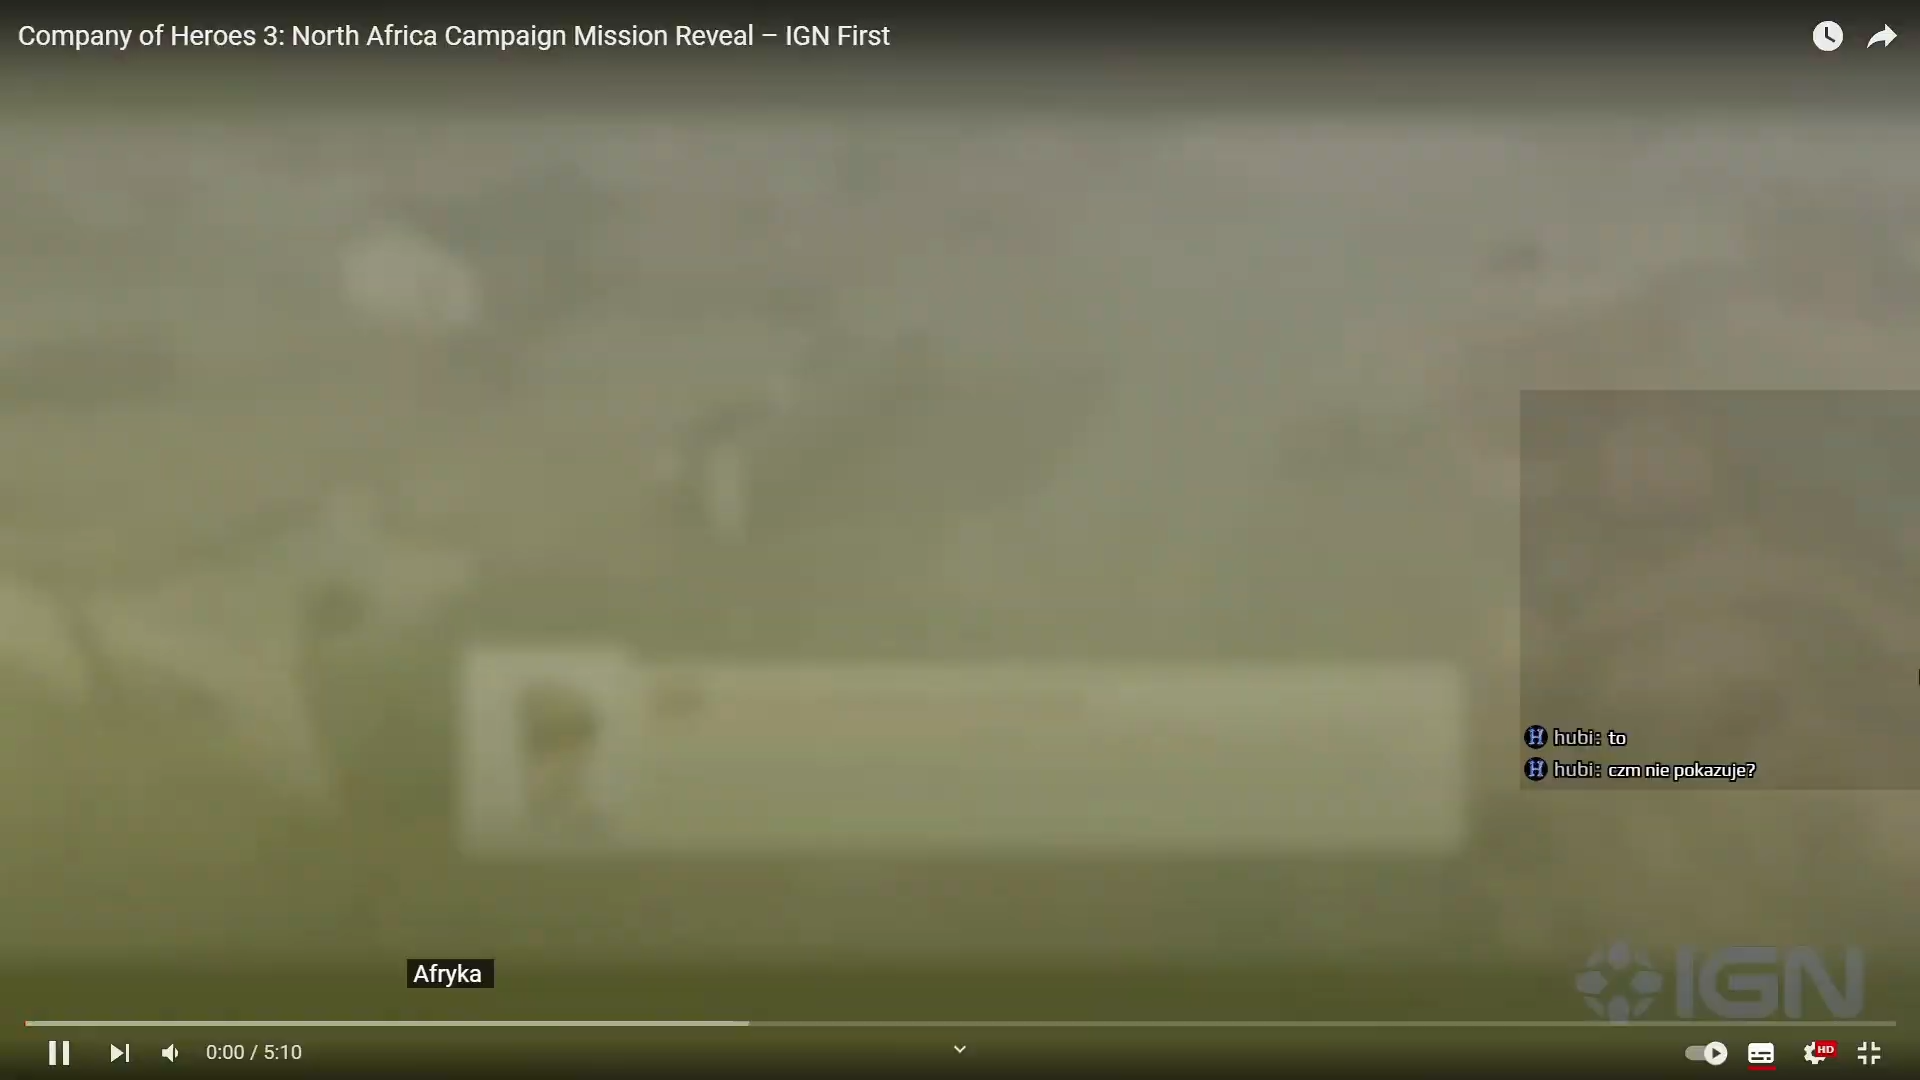 Company of Heroes 3: North Africa Campaign Mission Reveal – IGN First
hubi: to
hubi: czm nie pokazuje?
Afryka
IGN
0:00 / 5:10
HD